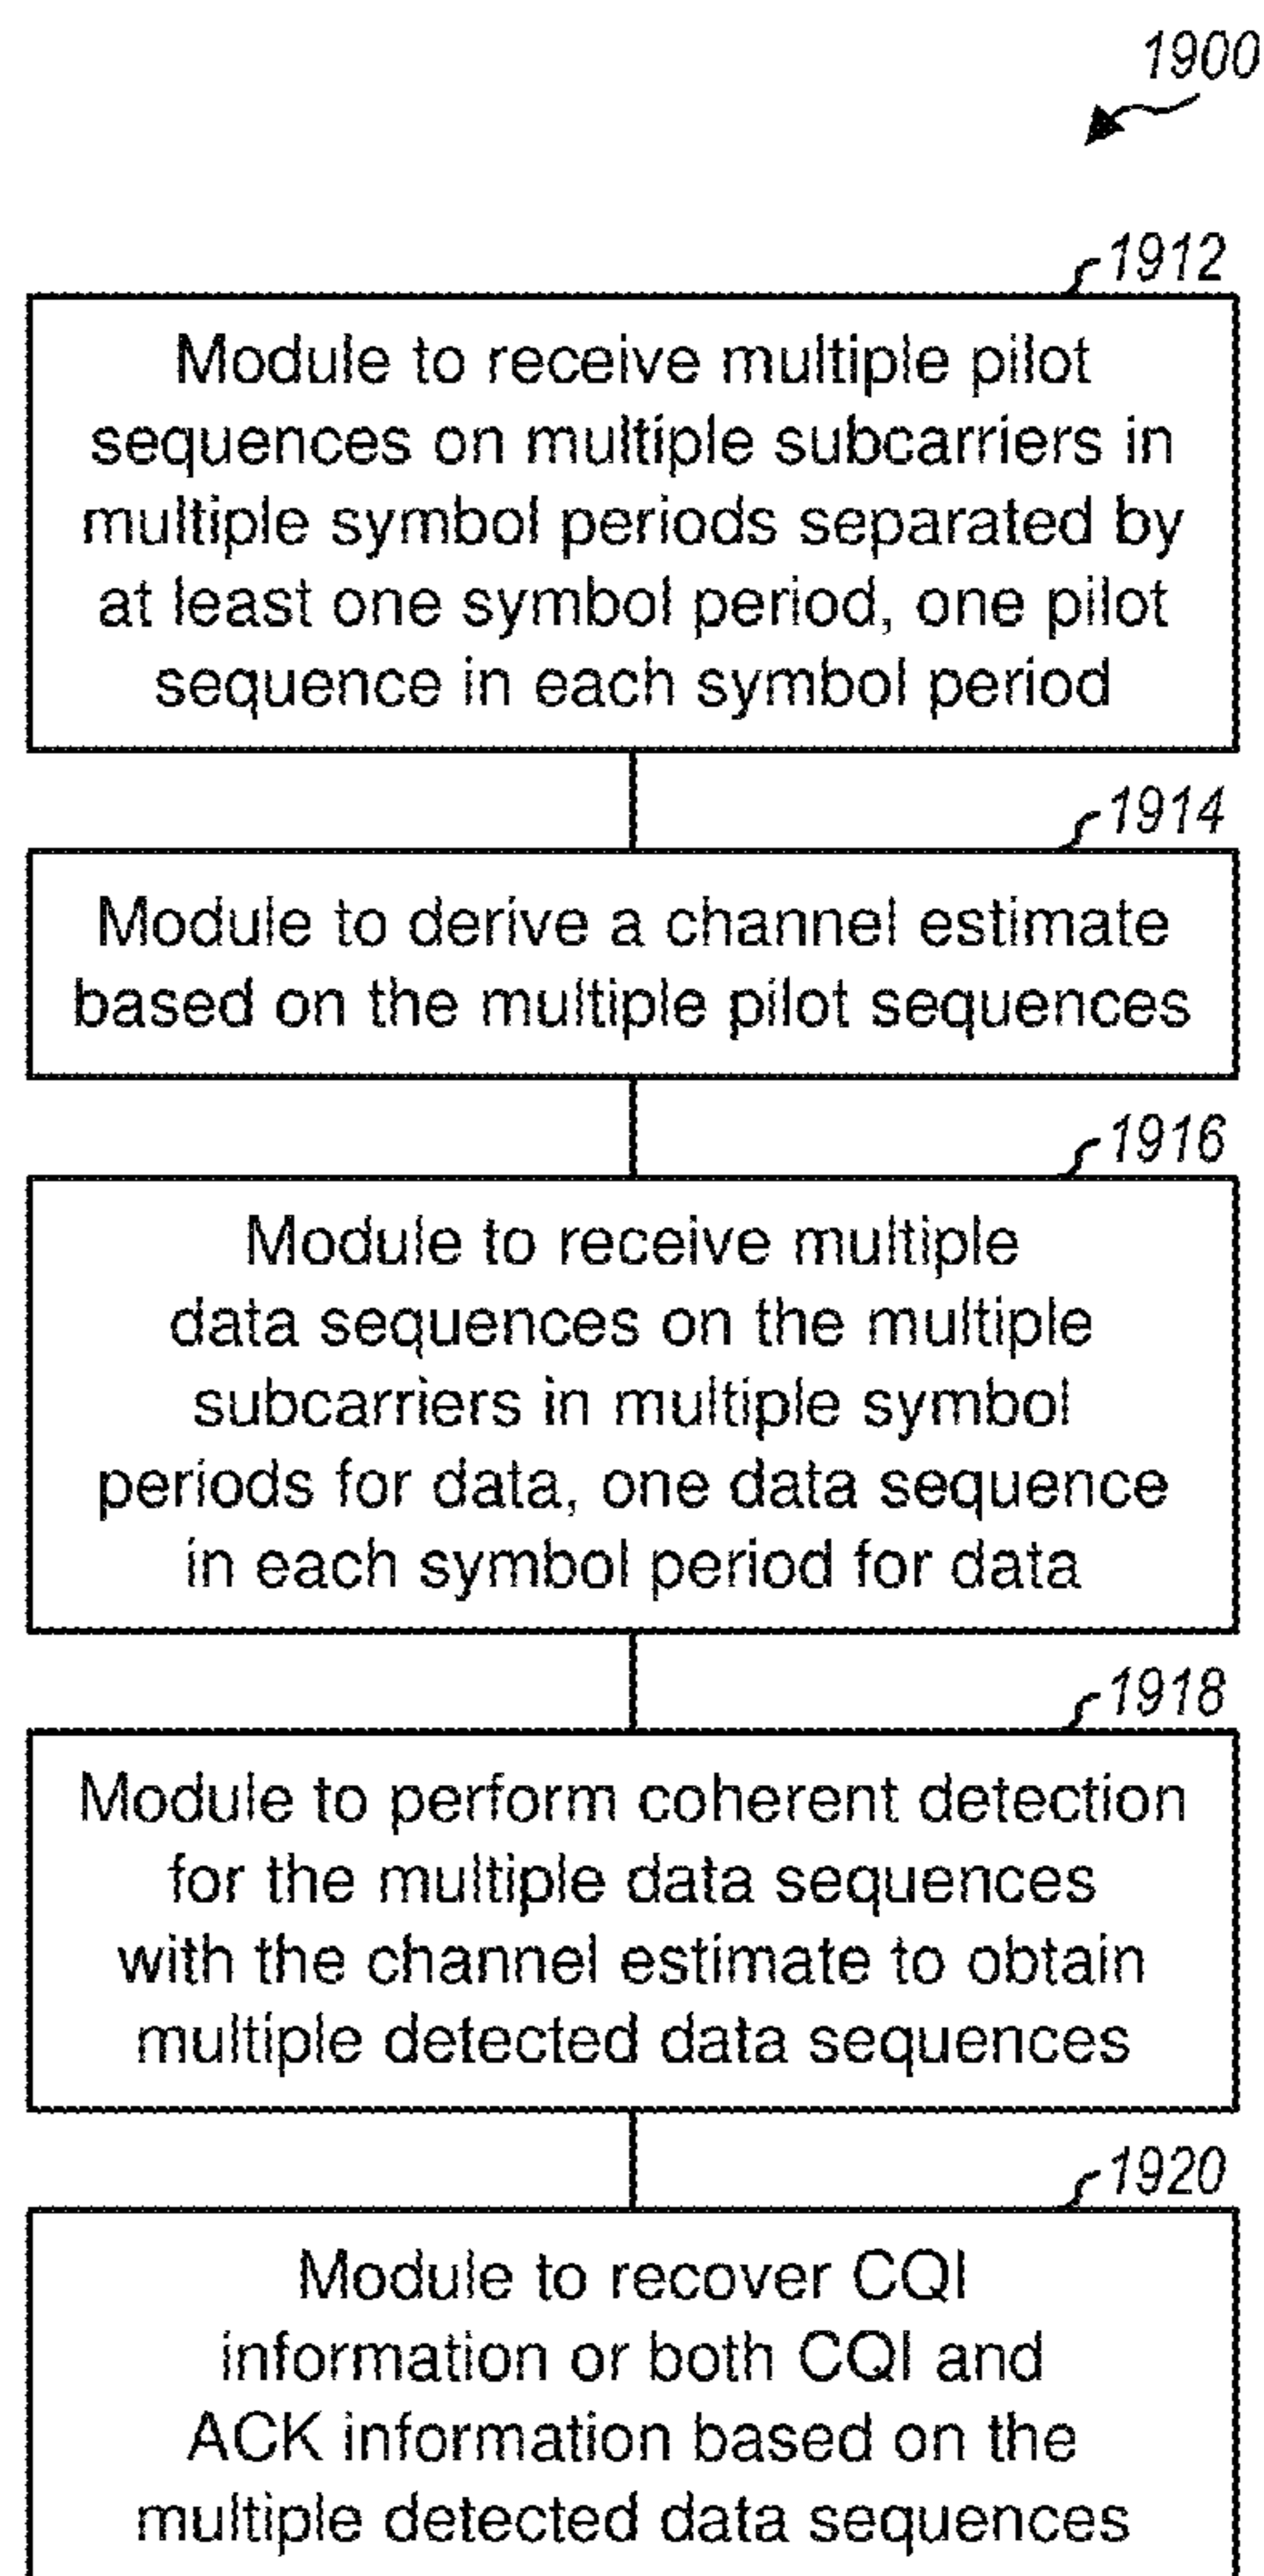 1900
1912
Module to receive multiple pilot
sequences on multiple subcarriers in
multiple symbol periods separated by
at least one symbol period, one pilot
sequence in each symbol period
1914
Module to derive a channel estimate
based on the multiple pilot sequences
1916
Module to receive multiple
data sequences on the multiple
subcarriers in multiple symbol
periods for data, one data sequence
in each symbol period for data
1918
Module to perform coherent detection
for the multiple data sequences
with the channel estimate to obtain
multiple detected data sequences
1920
Module to recover CQI
information or both CQI and
ACK information based on the
multiple detected data sequences